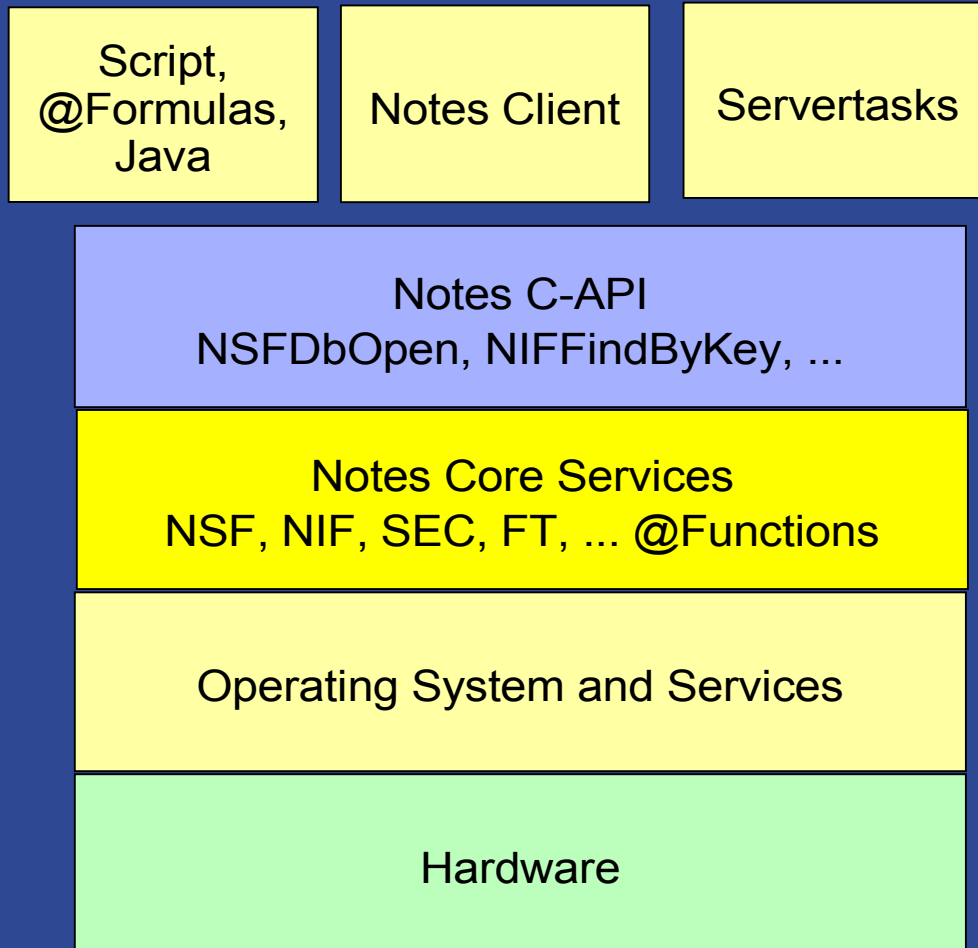 Script,
@Formulas,
Java
Notes Client
Servertasks
Notes C-API
NSFDbOpen, NIFFindByKey, ...
Notes Core Services
NSF, NIF, SEC, FT, ... @Functions
Operating System and Services
Hardware